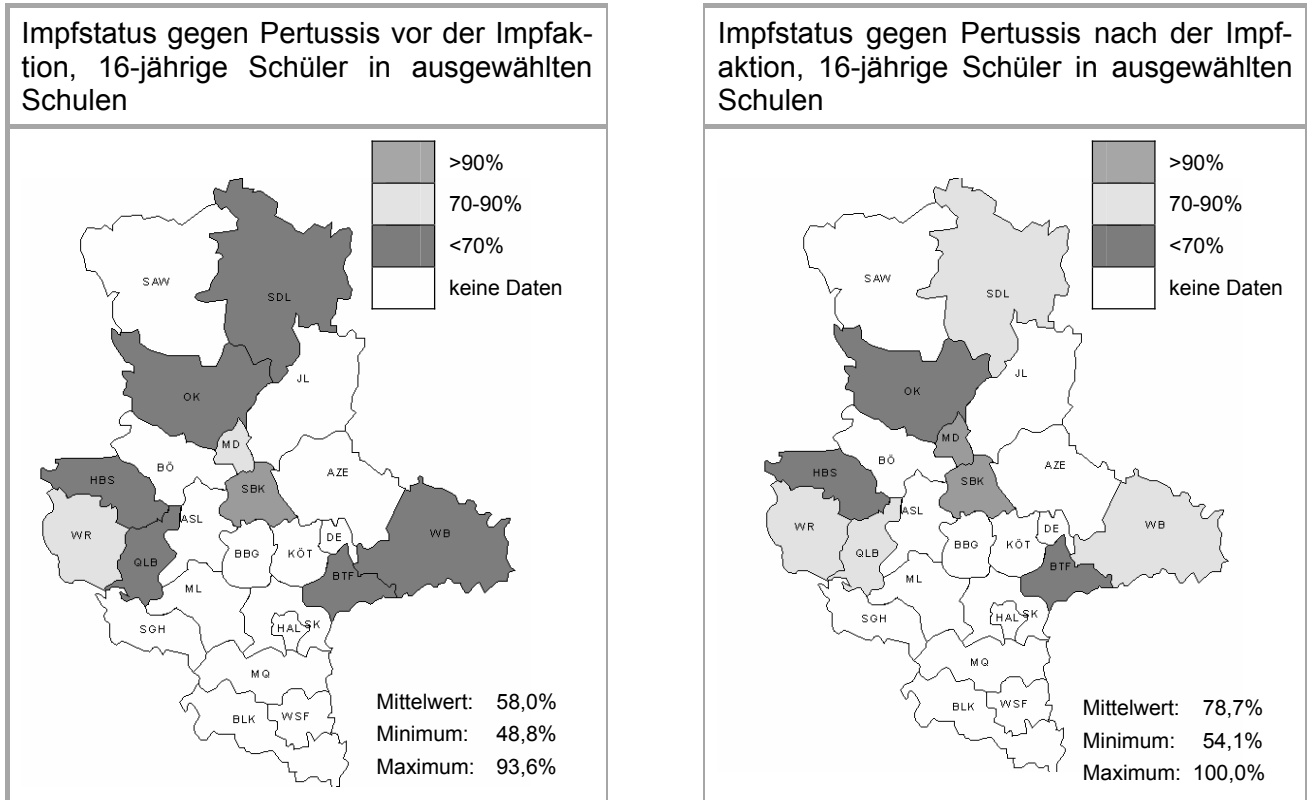 Impfstatus gegen Pertussis vor der Impfak-
tion, 16-jährige Schüler in ausgewählten
Schulen
>90%
70-90%
<70%
keine Daten
SAW
SDL
JL
OK
MD
BÖ
AZE
HBS
SBK
ASL
WR
WB
DE
BBG
KÖT
QLB
BTF
ML
SGH
HAL
SK
MQ
BLK
WSF
Mittelwert: 58,0%
Minimum: 48,8%
Maximum: 93,6%
Impfstatus gegen Pertussis nach der Impf-
aktion, 16-jährige Schüler in ausgewählten
Schulen
>90%
70-90%
<70%
keine Daten
SAW
SDL
JL
OK
MD
BÖ
AZE
HBS
SBK
ASL
WR
WB
DE
BBG
KÖT
QLB
BTF
ML
SGH
HAL
SK
MQ
BLK
WSF
Mittelwert: 78,7%
Minimum: 54,1%
Maximum: 100,0%